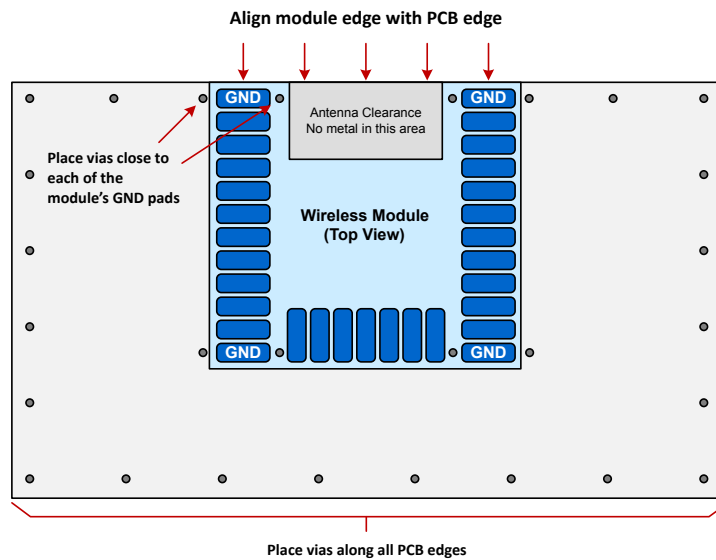 Align module edge with PCB edge
GND
GND
Antenna Clearance
No metal in this area
Place vias close to
each of the
module's GND pads
Wireless Module
(Top View)
GND
GND
Place vias along all PCB edges